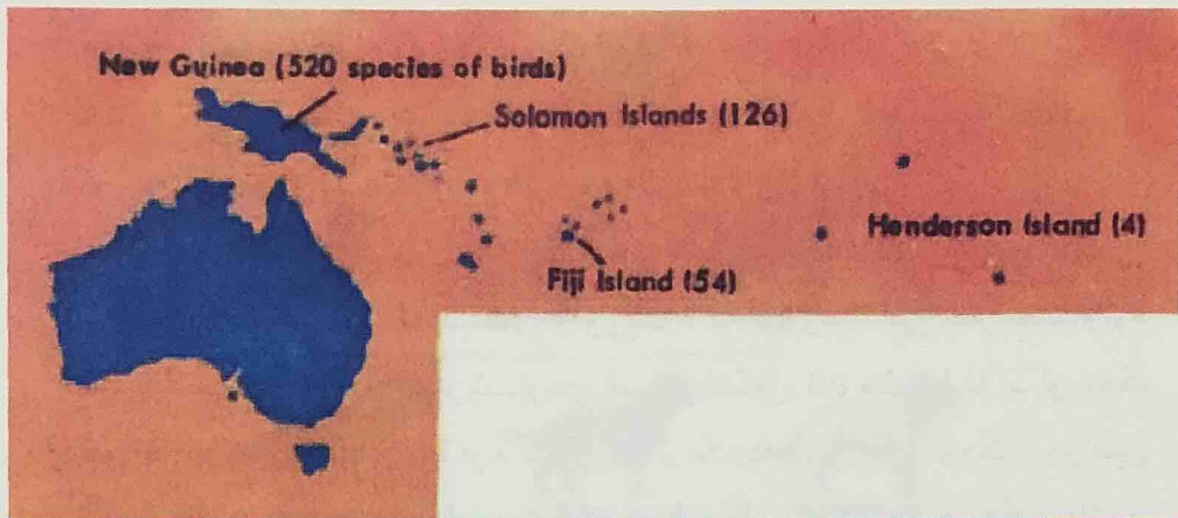 New Guinea (520 species of birds)
Solomon Islands (126)
Henderson Island (4)
Fiji Island (54)